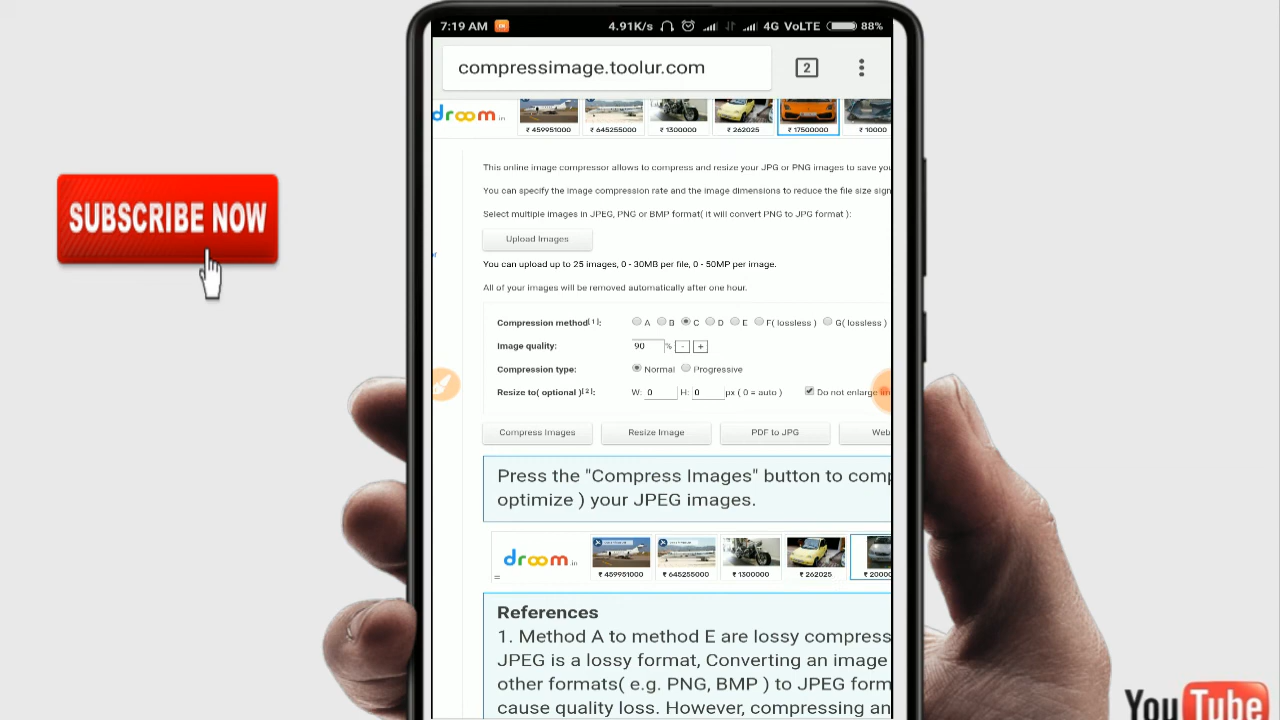 7:19 AM 4.91K/s 4G VoLTE 88%
compressimage.toolur.com 2
droom.in
₹ 459951000 ₹ 645255000 ₹ 1300000 ₹ 262025 ₹ 17500000 ₹ 10000
This online image compressor allows to compress and resize your JPG or PNG images to save you
You can specify the image compression rate and the image dimensions to reduce the file size sign
Select multiple images in JPEG, PNG or BMP format( it will convert PNG to JPG format ):
Upload Images
You can upload up to 25 images, 0 - 30MB per file, 0 - 50MP per image.
All of your images will be removed automatically after one hour.
Compression method[1]: A B C D E F( lossless ) G( lossless )
Image quality: 90 % - +
Compression type: Normal Progressive
Resize to( optional )[2]: W: 0 H: 0 px ( 0 = auto ) Do not enlarge
Compress Images Resize Image PDF to JPG Web
Press the "Compress Images" button to comp
optimize ) your JPEG images.
droom.in
₹ 459951000 ₹ 645255000 ₹ 1300000 ₹ 262025 ₹ 20000
References
1. Method A to method E are lossy compress
JPEG is a lossy format, Converting an image
other formats( e.g. PNG, BMP ) to JPEG form
cause quality loss. However, compressing an
SUBSCRIBE NOW
YouTube